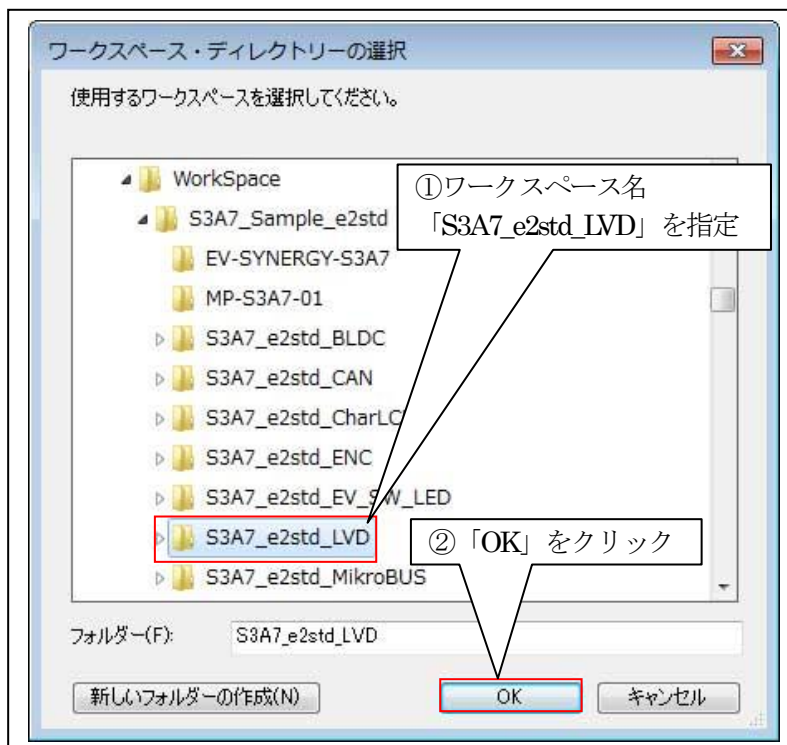 ワークスペース・ディレクトリーの選択
使用するワークスペースを選択してください。
WorkSpace
S3A7_Sample_e2std
EV-SYNERGY-S3A7
MP-S3A7-01
S3A7_e2std_BLDC
S3A7_e2std_CAN
S3A7_e2std_CharLC
S3A7_e2std_ENC
S3A7_e2std_EV_SW_LED
S3A7_e2std_LVD
S3A7_e2std_MikroBUS
①ワークスペース名
「S3A7_e2std_LVD」を指定
②「OK」をクリック
フォルダー(F): S3A7_e2std_LVD
新しいフォルダーの作成(N) OK キャンセル